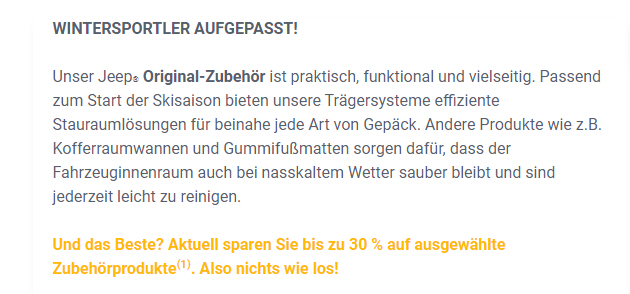 WINTERSPORTLER AUFGEPASST!
Unser Jeep® Original-Zubehör ist praktisch, funktional und vielseitig. Passend
zum Start der Skisaison bieten unsere Trägersysteme effiziente
Stauraumlösungen für beinahe jede Art von Gepäck. Andere Produkte wie z.B.
Kofferraumwannen und Gummifußmatten sorgen dafür, dass der
Fahrzeuginnenraum auch bei nasskaltem Wetter sauber bleibt und sind
jederzeit leicht zu reinigen.
Und das Beste? Aktuell sparen Sie bis zu 30 % auf ausgewählte
Zubehörprodukte(1). Also nichts wie los!